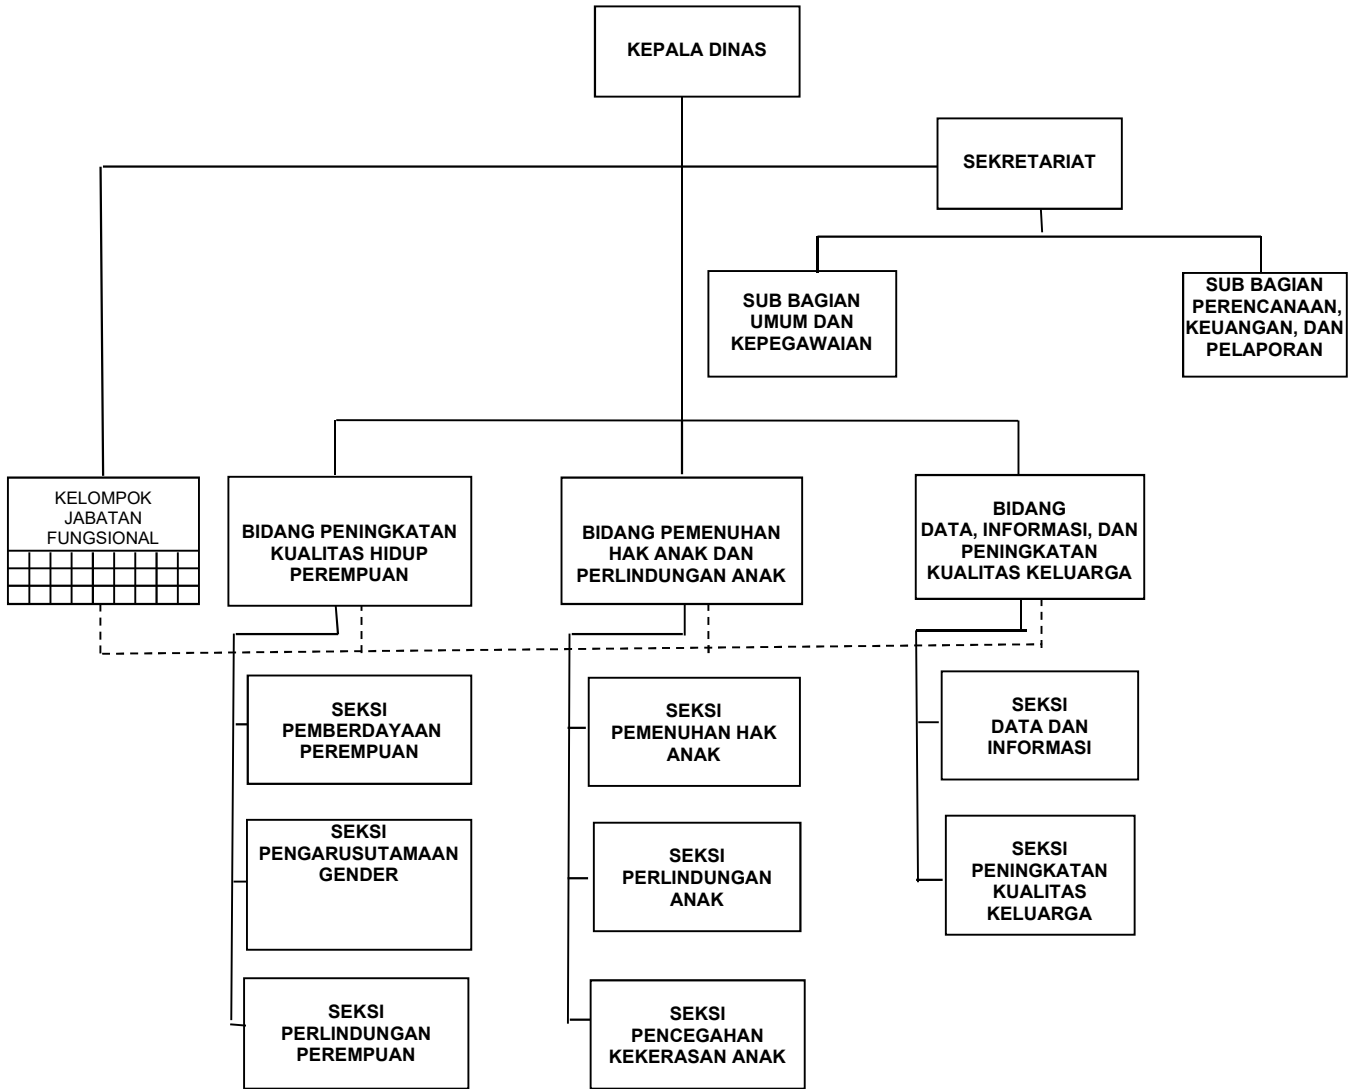 KEPALA DINAS
SEKRETARIAT
SUB BAGIAN
UMUM DAN
KEPEGAWAIAN
SUB BAGIAN
PERENCANAAN,
KEUANGAN, DAN
PELAPORAN
KELOMPOK
JABATAN
FUNGSIONAL
BIDANG PENINGKATAN
KUALITAS HIDUP
PEREMPUAN
BIDANG PEMENUHAN
HAK ANAK DAN
PERLINDUNGAN ANAK
BIDANG
DATA, INFORMASI, DAN
PENINGKATAN
KUALITAS KELUARGA
SEKSI
PEMBERDAYAAN
PEREMPUAN
SEKSI
PEMENUHAN HAK
ANAK
SEKSI
DATA DAN
INFORMASI
SEKSI
PENGARUSUTAMAAN
GENDER
SEKSI
PERLINDUNGAN
ANAK
SEKSI
PENINGKATAN
KUALITAS
KELUARGA
SEKSI
PERLINDUNGAN
PEREMPUAN
SEKSI
PENCEGAHAN
KEKERASAN ANAK